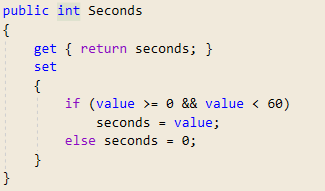 public int Seconds
{
    get { return seconds; }
    set
    {
        if (value >= 0 && value < 60)
            seconds = value;
        else seconds = 0;
    }
}